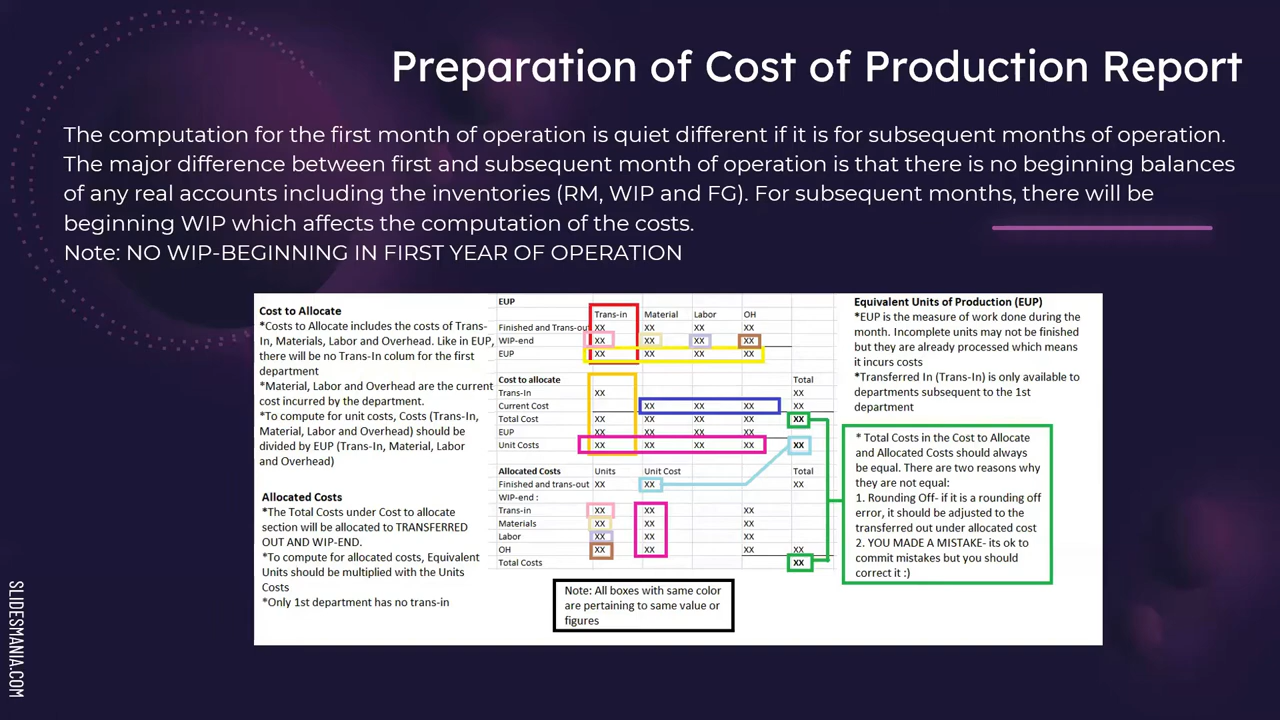 Preparation of Cost of Production Report
The computation for the first month of operation is quiet different if it is for subsequent months of operation.
The major difference between first and subsequent month of operation is that there is no beginning balances
of any real accounts including the inventories (RM, WIP and FG). For subsequent months, there will be
beginning WIP which affects the computation of the costs.
Note: NO WIP-BEGINNING IN FIRST YEAR OF OPERATION
Cost to Allocate
*Costs to Allocate includes the costs of Trans-
In, Materials, Labor and Overhead. Like in EUP,
there will be no Trans-In colum for the first
department
*Material, Labor and Overhead are the current
cost incurred by the department.
*To compute for unit costs, Costs (Trans-In,
Material, Labor and Overhead) should be
divided by EUP (Trans-In, Material, Labor
and Overhead)
Allocated Costs
*The Total Costs under Cost to allocate
section will be allocated to TRANSFERRED
OUT AND WIP-END.
*To compute for allocated costs, Equivalent
Units should be multiplied with the Units
Costs
*Only 1st department has no trans-in
EUP
Trans-in Material Labor OH
Finished and Trans-out XX XX XX XX
WIP-end XX XX XX XX
EUP XX XX XX XX
Cost to allocate Total
Trans-In XX XX
Current Cost XX XX XX XX
Total Cost XX XX XX XX XX
EUP XX XX XX XX
Unit Costs XX XX XX XX XX
Allocated Costs Units Unit Cost Total
Finished and trans-out XX XX XX
WIP-end :
Trans-in XX XX XX
Materials XX XX XX
Labor XX XX XX
OH XX XX XX XX
Total Costs XX
Note: All boxes with same color
are pertaining to same value or
figures
Equivalent Units of Production (EUP)
*EUP is the measure of work done during the
month. Incomplete units may not be finished
but they are already processed which means
it incurs costs
*Transferred In (Trans-In) is only available to
departments subsequent to the 1st
department
* Total Costs in the Cost to Allocate
and Allocated Costs should always
be equal. There are two reasons why
they are not equal:
1. Rounding Off- if it is a rounding off
error, it should be adjusted to the
transferred out under allocated cost
2. YOU MADE A MISTAKE- its ok to
commit mistakes but you should
correct it :)
SLIDESMANIA.COM